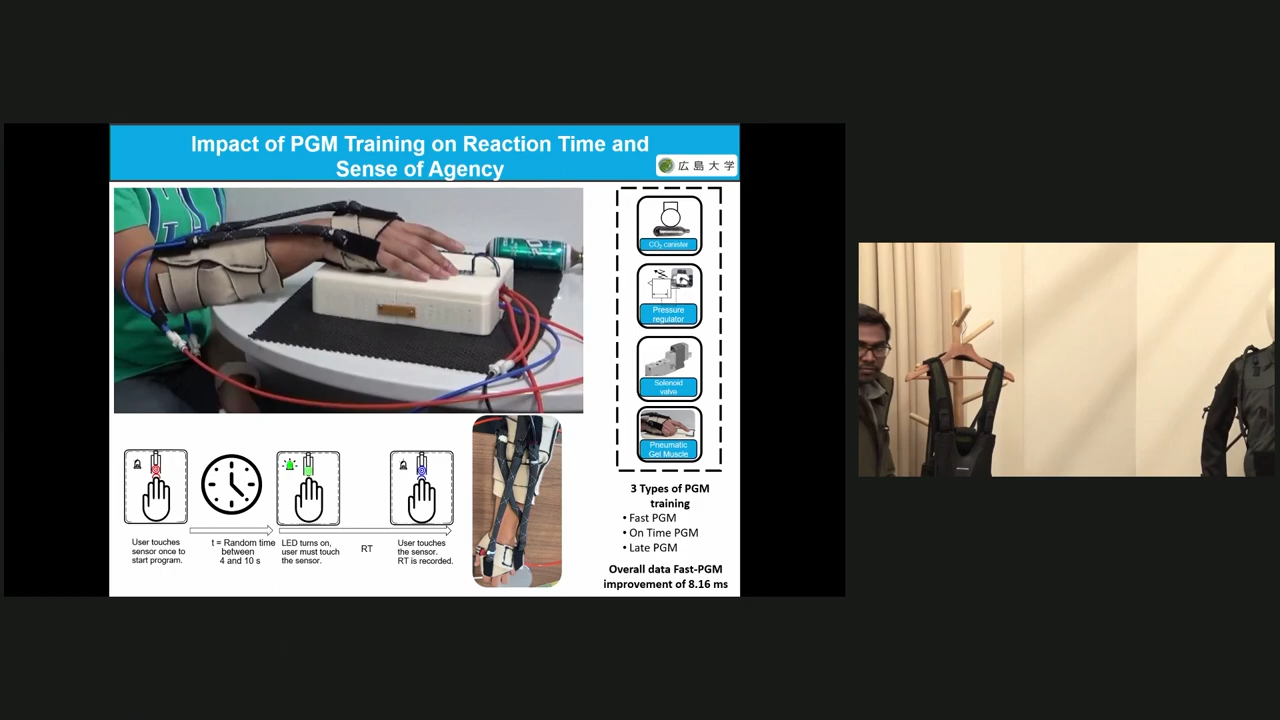 Impact of PGM Training on Reaction Time and
Sense of Agency
広島大学
CO₂ canister
Pressure
regulator
Solenoid
valve
Pneumatic
Gel Muscle
User touches
sensor once to
start program.
t = Random time
between
4 and 10 s
LED turns on,
user must touch
the sensor.
RT
User touches
the sensor.
RT is recorded.
3 Types of PGM
training
• Fast PGM
• On Time PGM
• Late PGM
Overall data Fast-PGM
improvement of 8.16 ms